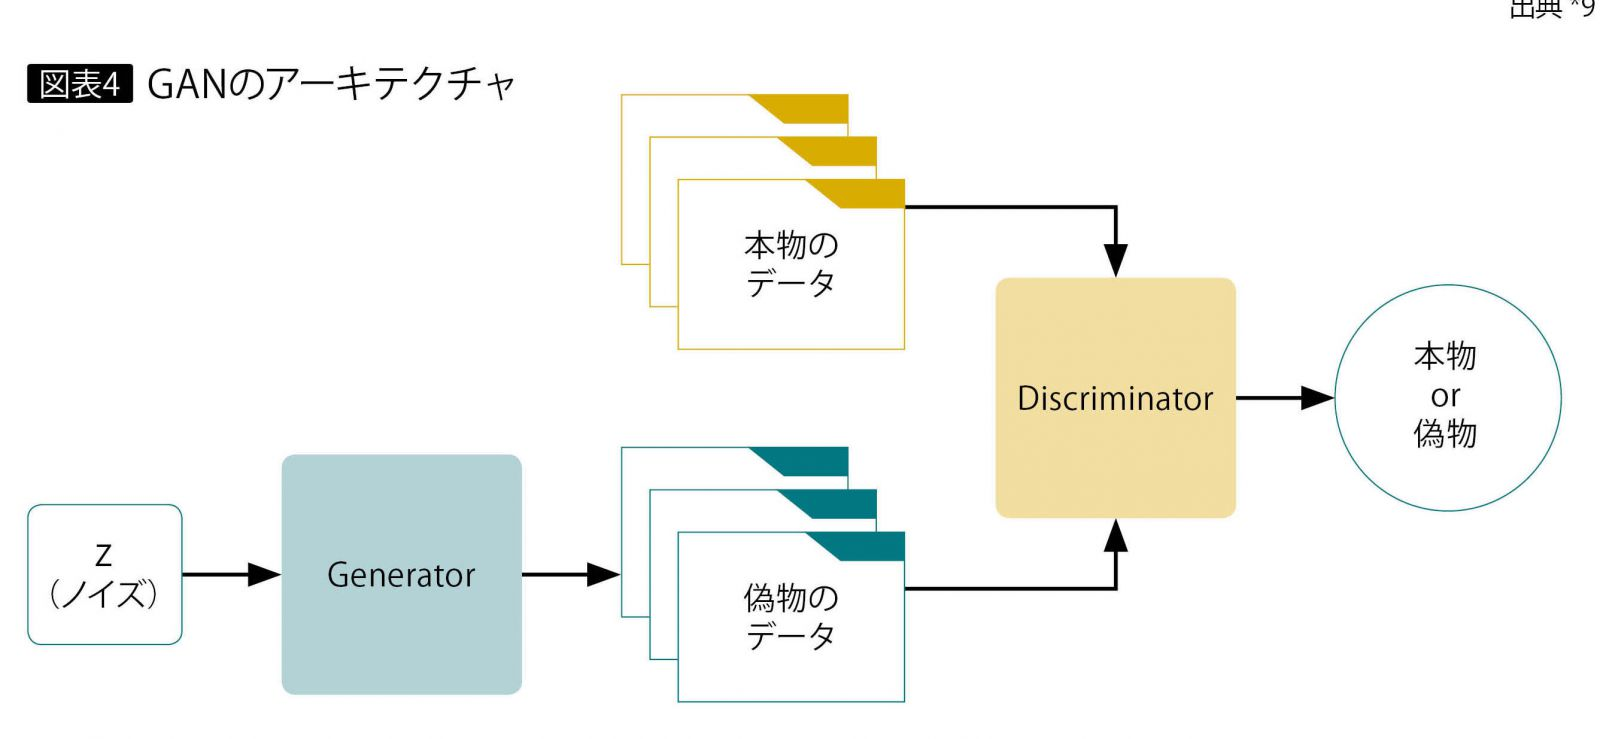 出典 *9
図表4 GANのアーキテクチャ
本物の
データ
Discriminator
本物
or
偽物
z
（ノイズ）
Generator
偽物の
データ